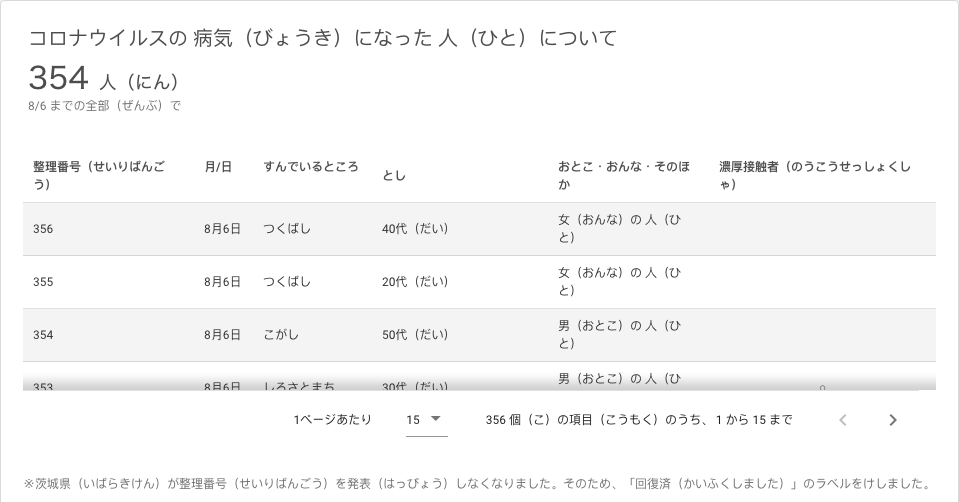 コロナウイルスの 病気（びょうき）になった 人（ひと）について
354 人（にん）
8/6 までの全部（ぜんぶ）で
整理番号（せいりばんごう） 月/日 すんでいるところ とし おとこ・おんな・そのほか 濃厚接触者（のうこうせっしょくしゃ）
356 8月6日 つくばし 40代（だい） 女（おんな）の 人（ひと）
355 8月6日 つくばし 20代（だい） 女（おんな）の 人（ひと）
354 8月6日 こがし 50代（だい） 男（おとこ）の 人（ひと）
353 8月6日 しろさとまち 30代（だい） 男（おとこ）の 人（ひ
1ページあたり 15 356 個（こ）の項目（こうもく）のうち、1 から 15 まで
※茨城県（いばらきけん）が整理番号（せいりばんごう）を発表（はっぴょう）しなくなりました。そのため、「回復済（かいふくしました）」のラベルをけしました。